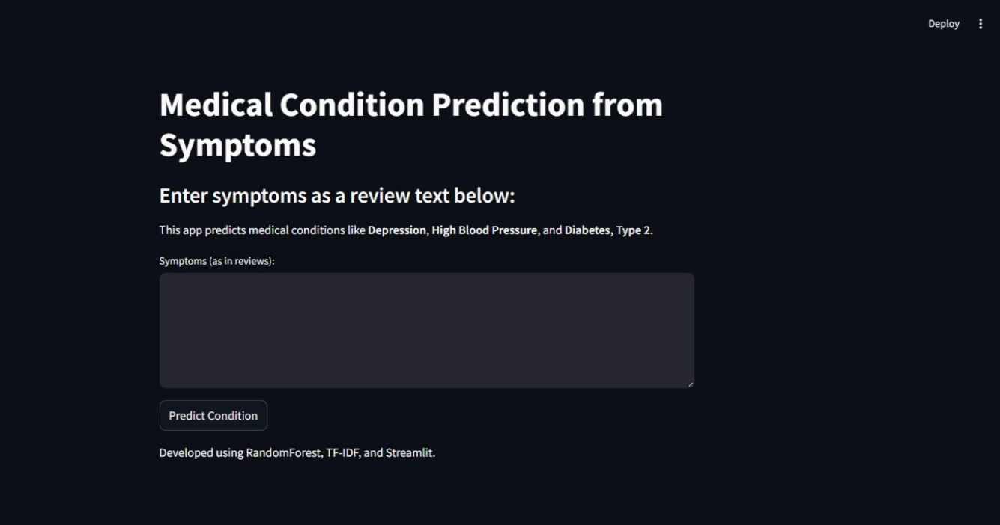 Deploy
Medical Condition Prediction from
Symptoms
Enter symptoms as a review text below:
This app predicts medical conditions like Depression, High Blood Pressure, and Diabetes, Type 2.
Symptoms (as in reviews):
Predict Condition
Developed using RandomForest, TF-IDF, and Streamlit.